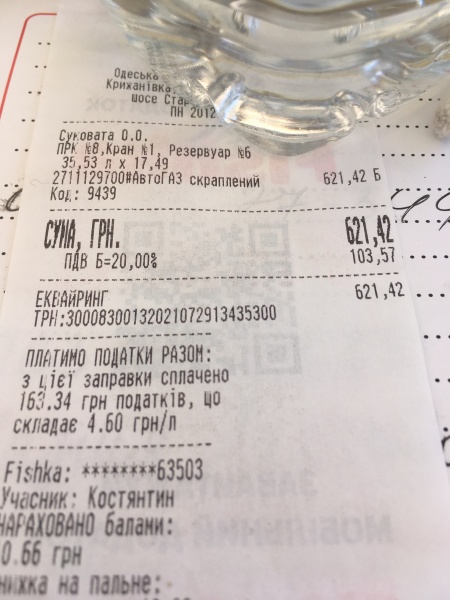 Одесська
Крижанівка,
шосе Стар
ПН 2012
Суковата О.О.
ПРК №8,Кран №1, Резервуар №6
35,53 л х 17,49
2711129700#АвтоГАЗ скраплений 621,42 Б
Код: 9439
СУМА, ГРН. 621,42
ПДВ Б=20,00% 103,57
ЕКВАЙРИНГ 621,42
ТРН:300083001320210729134353​00
ПЛАТИМО ПОДАТКИ РАЗОМ:
з цієї заправки сплачено
163.34 грн податків, що
складає 4.60 грн/л
Fishka: ********63503
Учасник: Костянтин
НАРАХОВАНО балами:
0.66 грн
нижка на пальне: